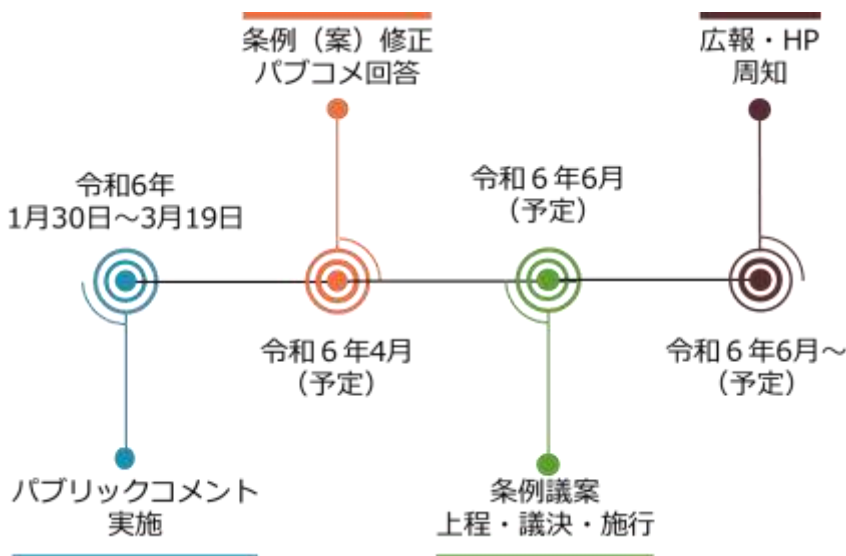 条例（案）修正
パブコメ回答
広報・HP
周知
令和6年
1月30日～3月19日
令和６年6月
（予定）
令和６年4月
（予定）
令和６年6月～
（予定）
パブリックコメント
実施
条例議案
上程・議決・施行